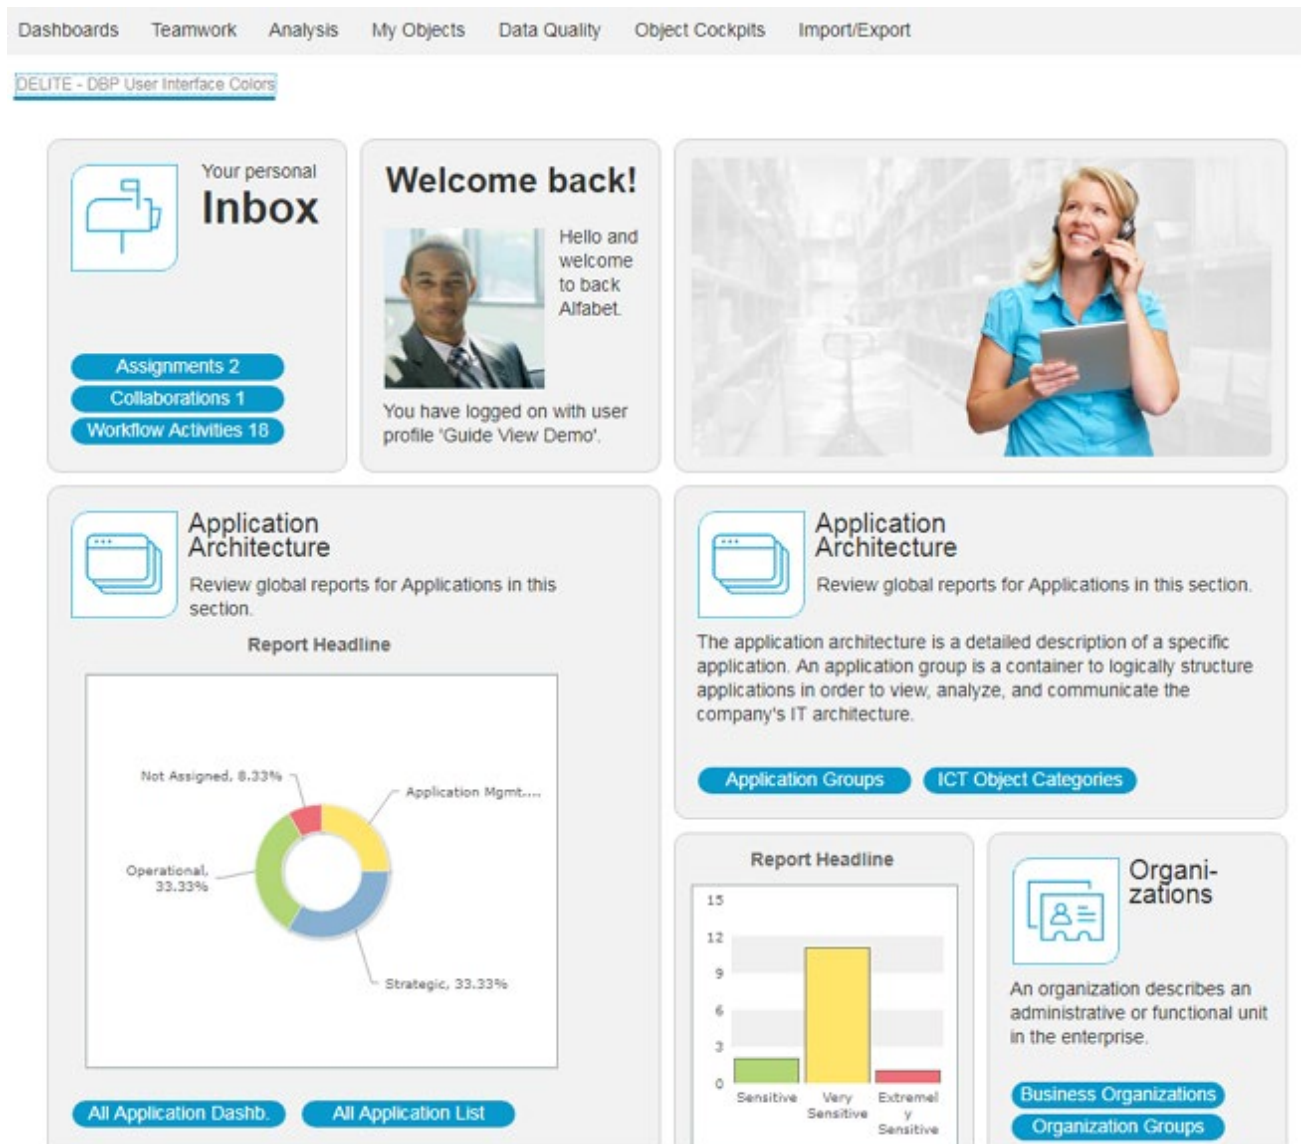 Dashboards Teamwork Analysis My Objects Data Quality Object Cockpits Import/Export
DELITE - DBP User Interface Colors
Your personal
Inbox
Assignments 2
Collaborations 1
Workflow Activities 18
Welcome back!
Hello and
welcome
to back
Alfabet.
You have logged on with user
profile 'Guide View Demo'.
Application
Architecture
Review global reports for Applications in this
section.
Report Headline
Not Assigned, 8.33%
Application Mgmt....
Operational,
33.33%
Strategic, 33.33%
All Application Dashb.
All Application List
Application
Architecture
Review global reports for Applications in this section.
The application architecture is a detailed description of a specific
application. An application group is a container to logically structure
applications in order to view, analyze, and communicate the
company's IT architecture.
Application Groups
ICT Object Categories
Report Headline
15
12
9
6
3
0
Sensitive
Very
Sensitive
Extremel
y
Sensitive
Organi-
zations
An organization describes an
administrative or functional unit
in the enterprise.
Business Organizations
Organization Groups